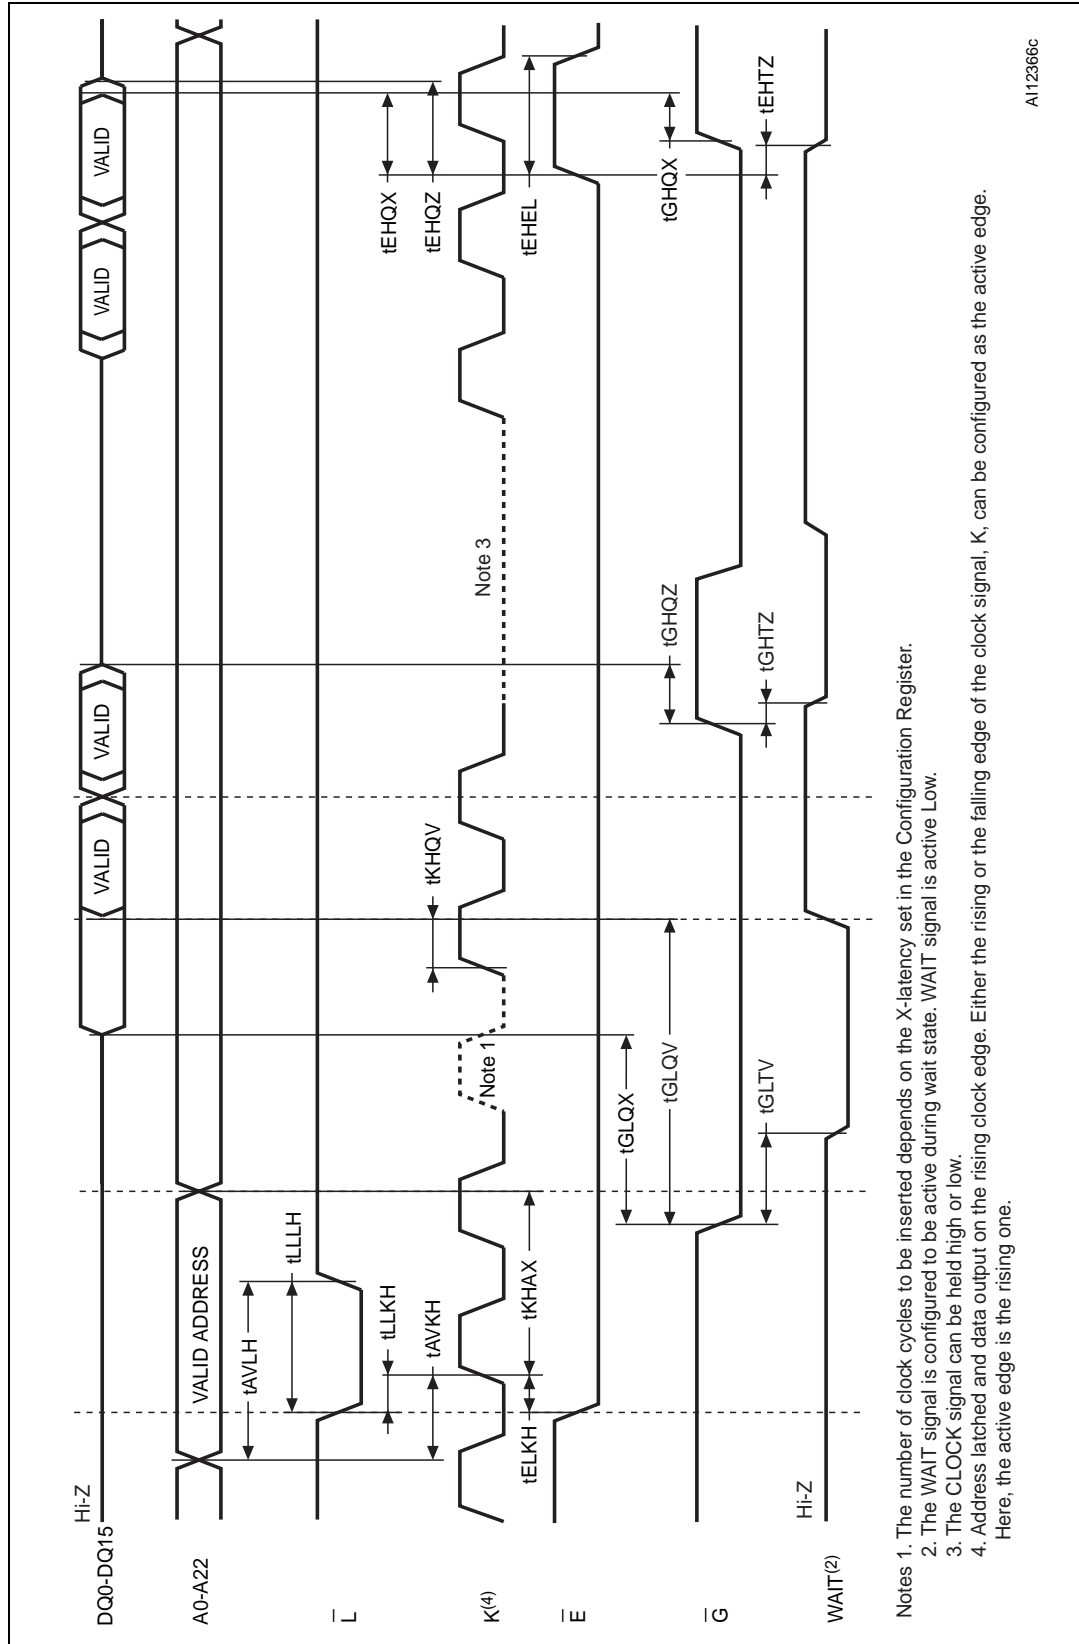 DQ0-DQ15
Hi-Z
VALID
VALID
VALID
VALID
A0-A22
VALID ADDRESS
tAVLH
tLLLH
L
tLLKH
tEHQX
tAVKH
tKHQV
tEHQZ
K(4)
Note 1
Note 3
tELKH
tKHAX
tEHEL
E
tGLQX
tGLQV
tGHQZ
tGHQX
G
tGLTV
tGHTZ
tEHTZ
Hi-Z
WAIT(2)
Notes 1. The number of clock cycles to be inserted depends on the X-latency set in the Configuration Register.
2. The WAIT signal is configured to be active during wait state. WAIT signal is active Low.
3. The CLOCK signal can be held high or low.
4. Address latched and data output on the rising clock edge. Either the rising or the falling edge of the clock signal, K, can be configured as the active edge.
Here, the active edge is the rising one.
AI12366c